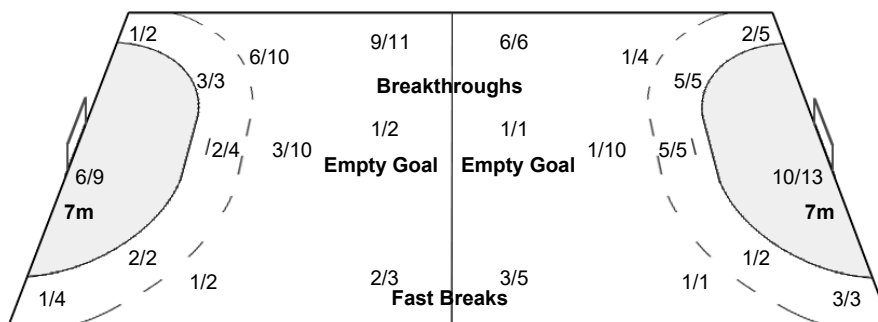 1/2 9/11 6/6 2/5
6/10 1/4
3/3 Breakthroughs 5/5
1/2 1/1
2/4 3/10 1/10 5/5
Empty Goal Empty Goal
6/9 10/13
7m 7m
2/2 1/2
1/2 2/3 3/5 1/1
1/4 Fast Breaks 3/3